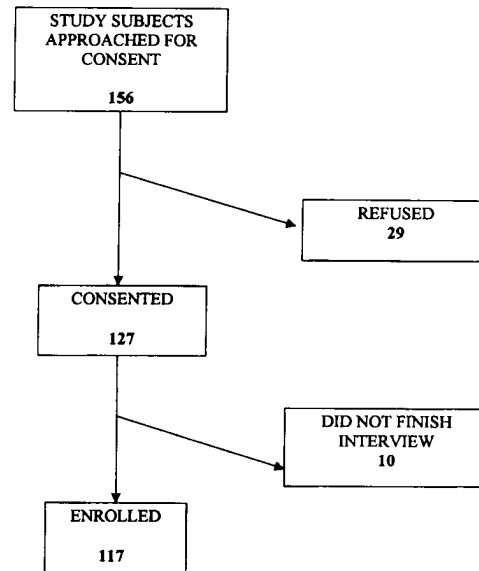 STUDY SUBJECTS
APPROACHED FOR
CONSENT
156
REFUSED
29
CONSENTED
127
DID NOT FINISH
INTERVIEW
10
ENROLLED
117